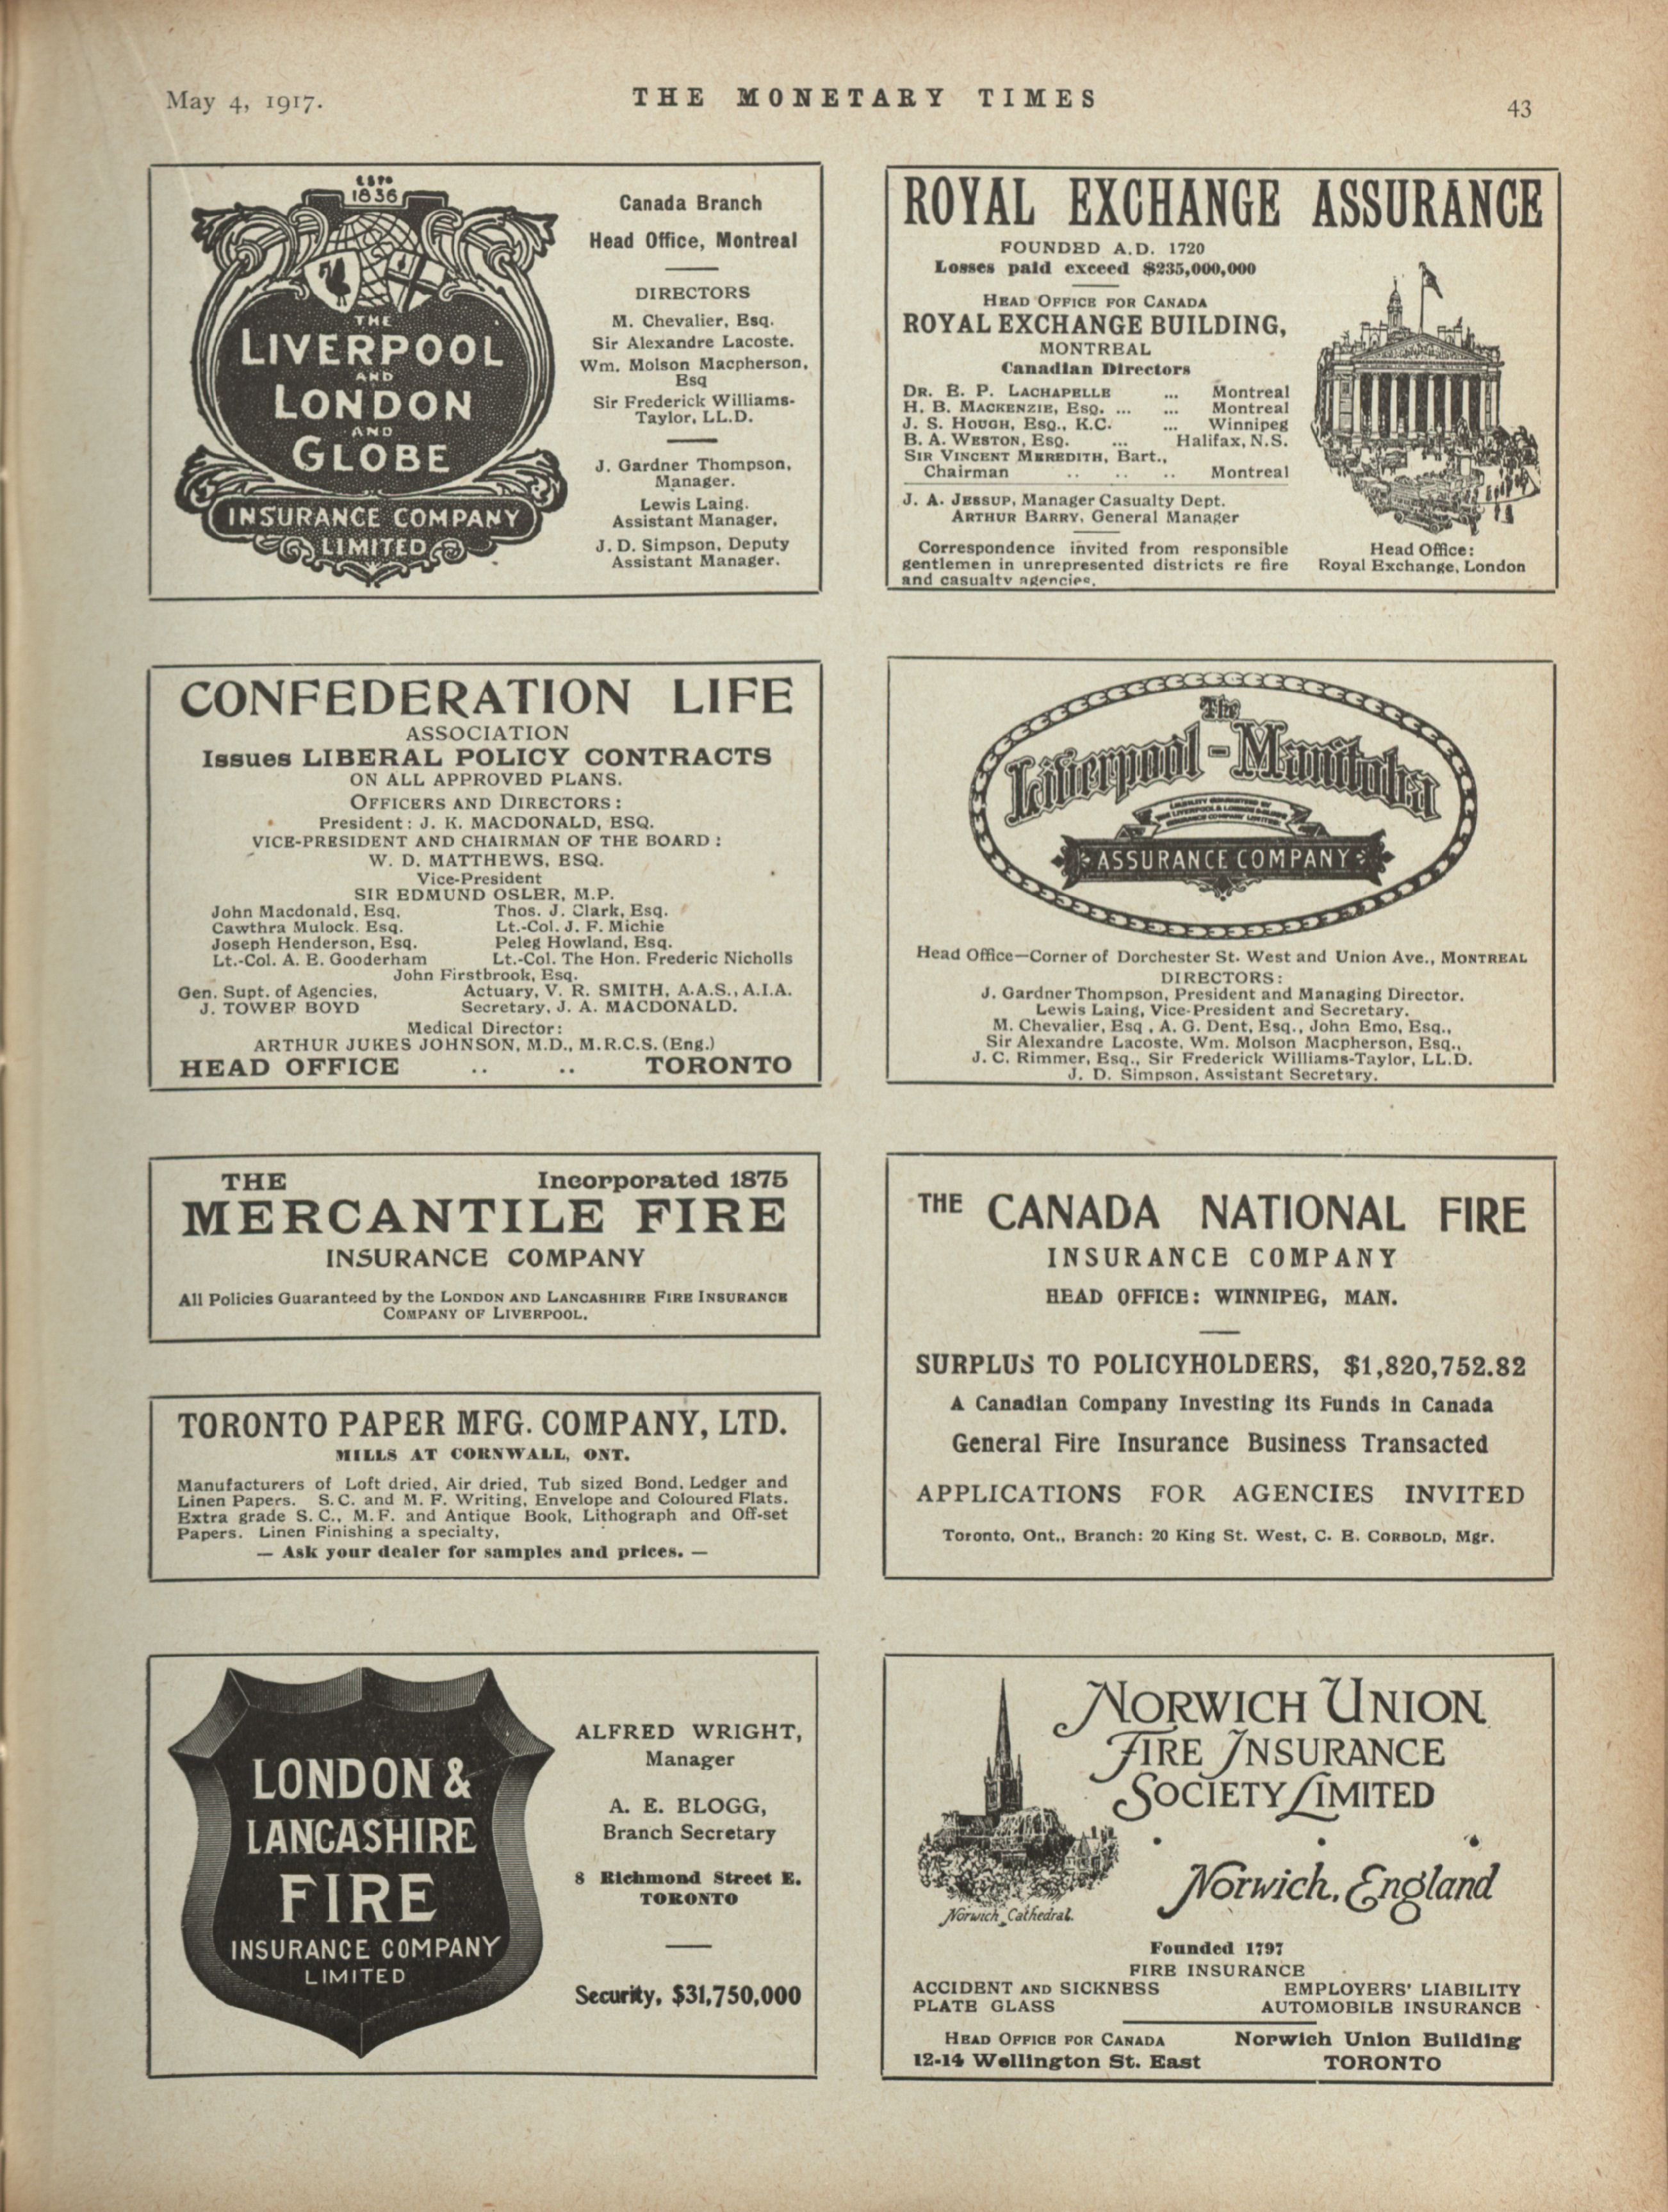 May 4, 1917.
THE MONETARY TIMES
43
ESTD
1836
THE
LIVERPOOL
AND
LONDON
AND
GLOBE
INSURANCE COMPANY
LIMITED
Canada Branch
Head Office, Montreal
DIRECTORS
M. Chevalier, Esq.
Sir Alexandre Lacoste.
Wm. Molson Macpherson,
Esq
Sir Frederick Williams-
Taylor, LL.D.
J. Gardner Thompson,
Manager.
Lewis Laing.
Assistant Manager,
J. D. Simpson, Deputy
Assistant Manager.
ROYAL EXCHANGE ASSURANCE
FOUNDED A.D. 1720
Losses paid exceed $235,000,000
HEAD OFFICE FOR CANADA
ROYAL EXCHANGE BUILDING,
MONTREAL
Canadian Directors
DR. E. P. LACHAPELLE ... Montreal
H. B. MACKENZIE, ESQ. ... ... Montreal
J. S. HOUGH, ESQ., K.C. ... Winnipeg
B. A. WESTON, ESQ. ... Halifax, N.S.
SIR VINCENT MEREDITH, Bart.,
Chairman .. .. .. Montreal
J. A. JESSUP, Manager Casualty Dept.
ARTHUR BARRY, General Manager
Correspondence invited from responsible
gentlemen in unrepresented districts re fire
and casualty agencies.
Head Office:
Royal Exchange, London
CONFEDERATION LIFE
ASSOCIATION
Issues LIBERAL POLICY CONTRACTS
ON ALL APPROVED PLANS.
OFFICERS AND DIRECTORS:
President: J. K. MACDONALD, ESQ.
VICE-PRESIDENT AND CHAIRMAN OF THE BOARD:
W. D. MATTHEWS, ESQ.
Vice-President
SIR EDMUND OSLER, M.P.
John Macdonald, Esq. Thos. J. Clark, Esq.
Cawthra Mulock. Esq. Lt.-Col. J. F. Michie
Joseph Henderson, Esq. Peleg Howland, Esq.
Lt.-Col. A. E. Gooderham Lt.-Col. The Hon. Frederic Nicholls
John Firstbrook, Esq.
Gen. Supt. of Agencies, Actuary, V. R. SMITH, A.A.S., A.I.A.
J. TOWER BOYD Secretary, J. A. MACDONALD.
Medical Director:
ARTHUR JUKES JOHNSON, M.D., M.R.C.S. (Eng.)
HEAD OFFICE .. .. TORONTO
The
Liverpool-Manitoba
LIABILITY GUARANTEED BY
THE LIVERPOOL & LONDON & GLOBE
INSURANCE COMPANY LIMITED
ASSURANCE COMPANY
Head Office—Corner of Dorchester St. West and Union Ave., MONTREAL
DIRECTORS:
J. Gardner Thompson, President and Managing Director.
Lewis Laing, Vice-President and Secretary.
M. Chevalier, Esq , A. G. Dent, Esq., John Emo, Esq.,
Sir Alexandre Lacoste, Wm. Molson Macpherson, Esq.,
J. C. Rimmer, Esq., Sir Frederick Williams-Taylor, LL.D.
J. D. Simpson, Assistant Secretary.
THE Incorporated 1875
MERCANTILE FIRE
INSURANCE COMPANY
All Policies Guaranteed by the LONDON AND LANCASHIRE FIRE INSURANCE
COMPANY OF LIVERPOOL.
THE CANADA NATIONAL FIRE
INSURANCE COMPANY
HEAD OFFICE: WINNIPEG, MAN.
SURPLUS TO POLICYHOLDERS, $1,820,752.82
A Canadian Company Investing its Funds in Canada
General Fire Insurance Business Transacted
APPLICATIONS FOR AGENCIES INVITED
Toronto, Ont., Branch: 20 King St. West, C. E. CORBOLD, Mgr.
TORONTO PAPER MFG. COMPANY, LTD.
MILLS AT CORNWALL, ONT.
Manufacturers of Loft dried, Air dried, Tub sized Bond, Ledger and
Linen Papers. S. C. and M. F. Writing, Envelope and Coloured Flats.
Extra grade S. C., M. F. and Antique Book, Lithograph and Off-set
Papers. Linen Finishing a specialty.
— Ask your dealer for samples and prices. —
LONDON &
LANCASHIRE
FIRE
INSURANCE COMPANY
LIMITED
ALFRED WRIGHT,
Manager
A. E. BLOGG,
Branch Secretary
8 Richmond Street E.
TORONTO
Security, $31,750,000
NORWICH UNION
FIRE INSURANCE
SOCIETY LIMITED
Norwich, England
Norwich Cathedral.
Founded 1797
FIRE INSURANCE
ACCIDENT AND SICKNESS EMPLOYERS' LIABILITY
PLATE GLASS AUTOMOBILE INSURANCE
HEAD OFFICE FOR CANADA Norwich Union Building
12-14 Wellington St. East TORONTO